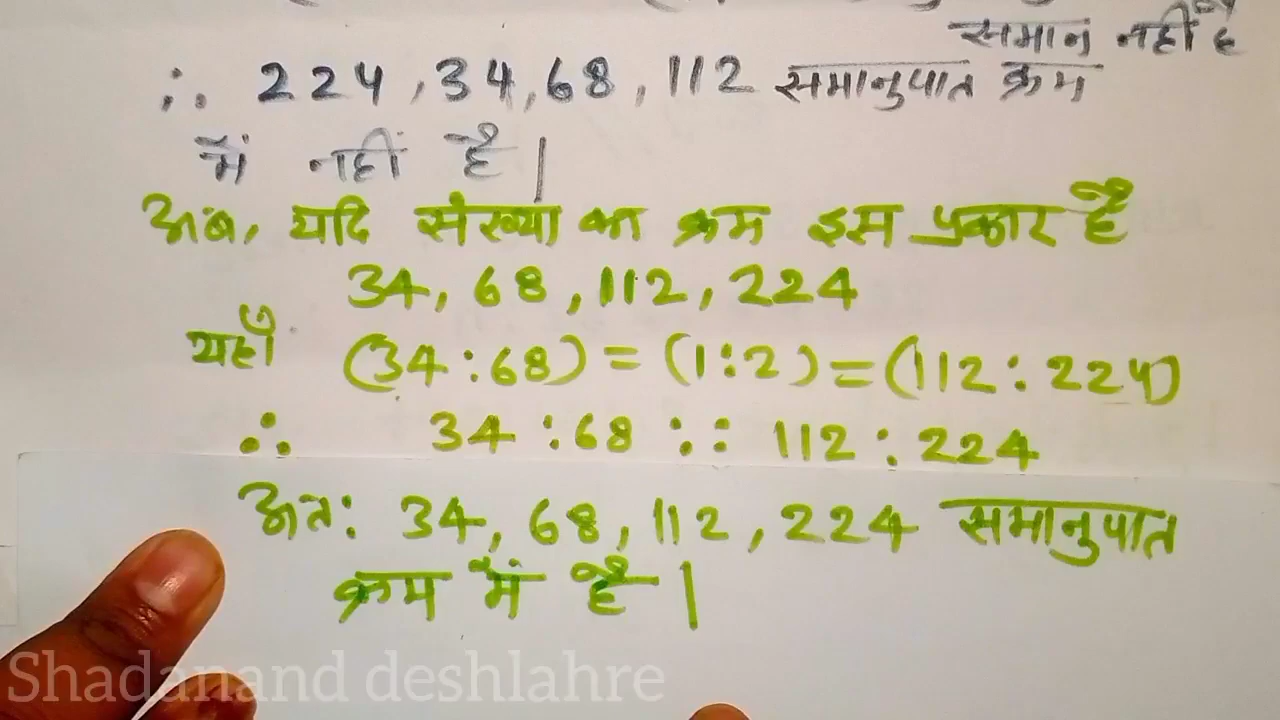 समान नहीं है
∴ 224, 34, 68, 112 समानुपात क्रम
में नहीं है |
अब, यदि संख्या का क्रम इस प्रकार है
34, 68, 112, 224
यहाँ (34 : 68) = (1 : 2) = (112 : 224)
∴ 34 : 68 :: 112 : 224
अतः 34, 68, 112, 224 समानुपात
क्रम में है |
Shadanand deshlahre